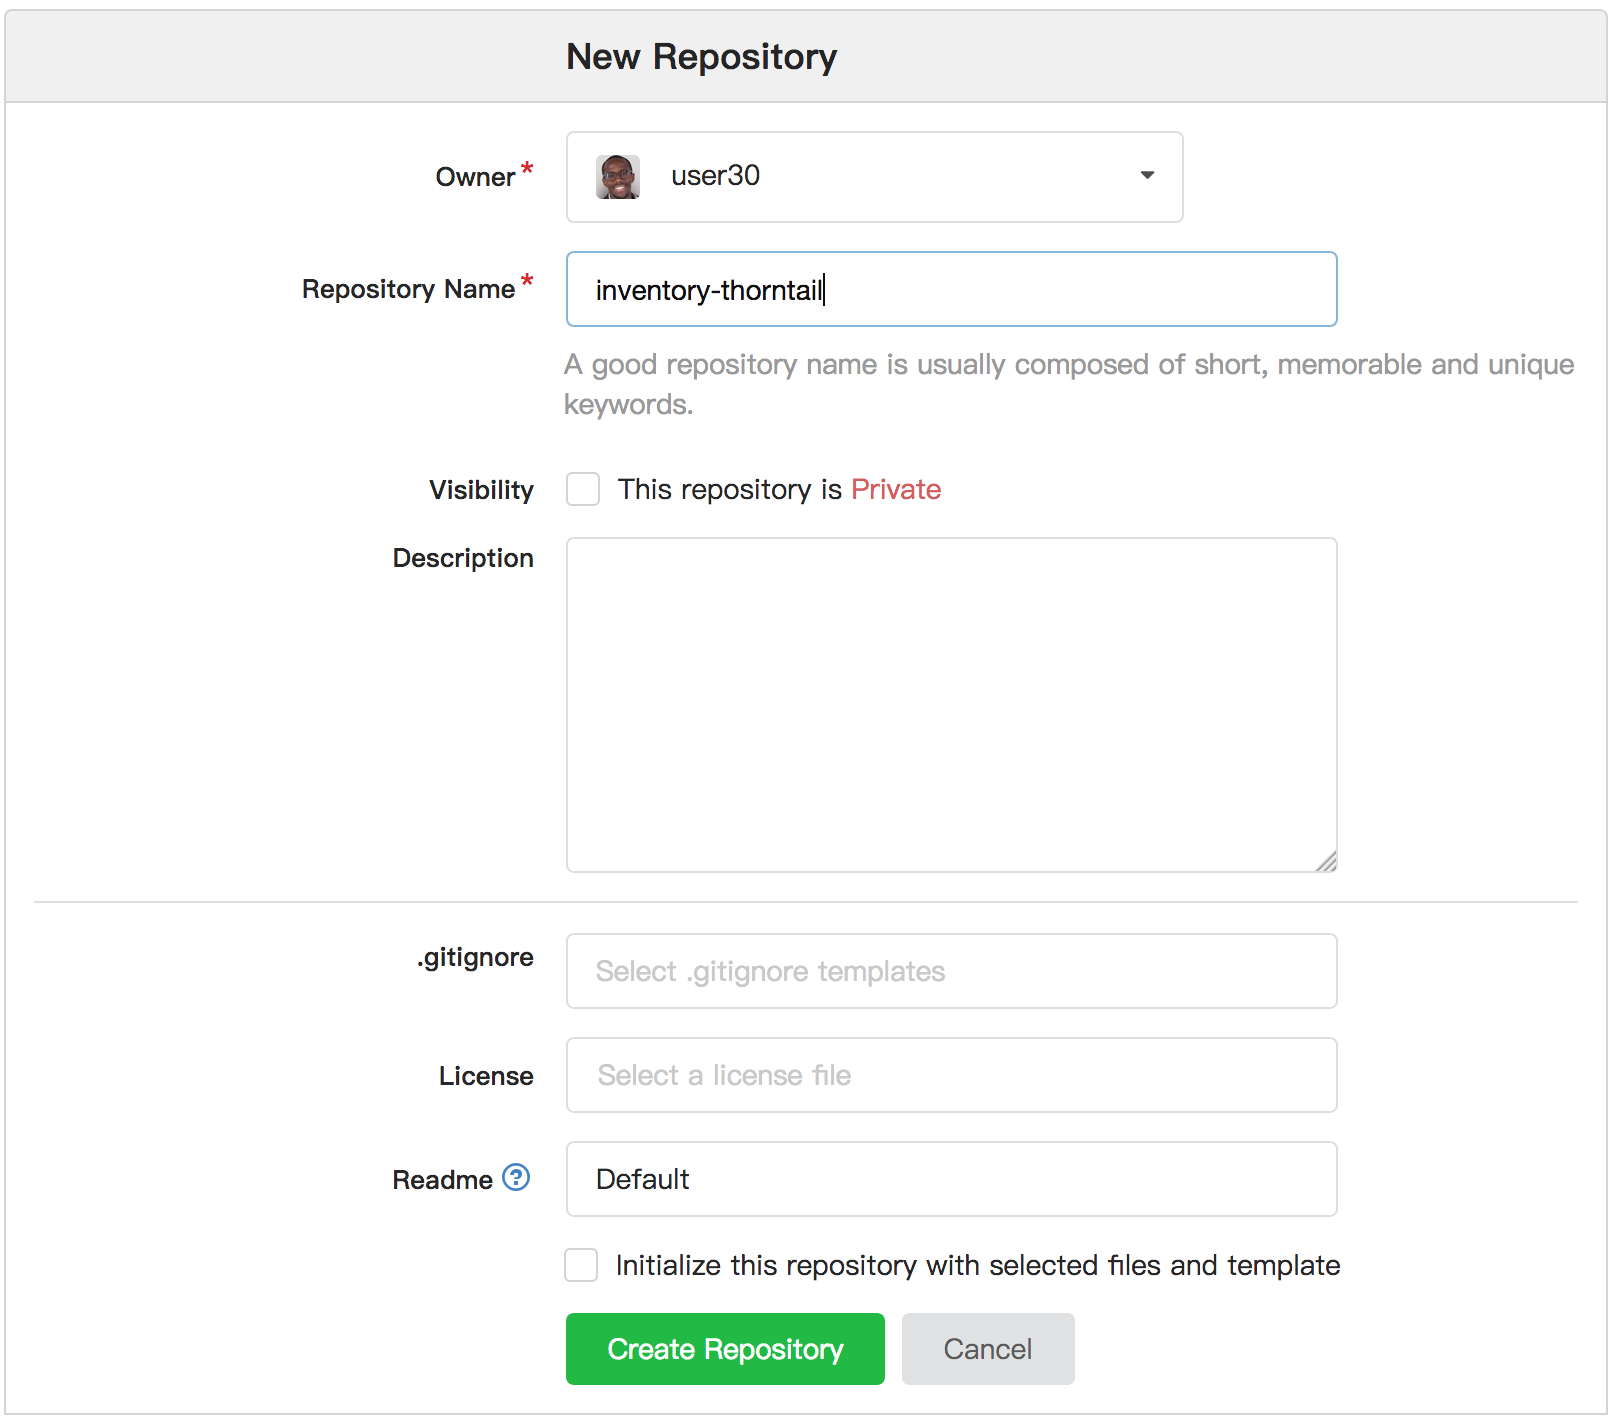 New Repository
Owner*
user30
Repository Name*
inventory-thorntail
A good repository name is usually composed of short, memorable and unique
keywords.
Visibility
This repository is Private
Description
.gitignore
Select .gitignore templates
License
Select a license file
Readme ?
Default
Initialize this repository with selected files and template
Create Repository
Cancel